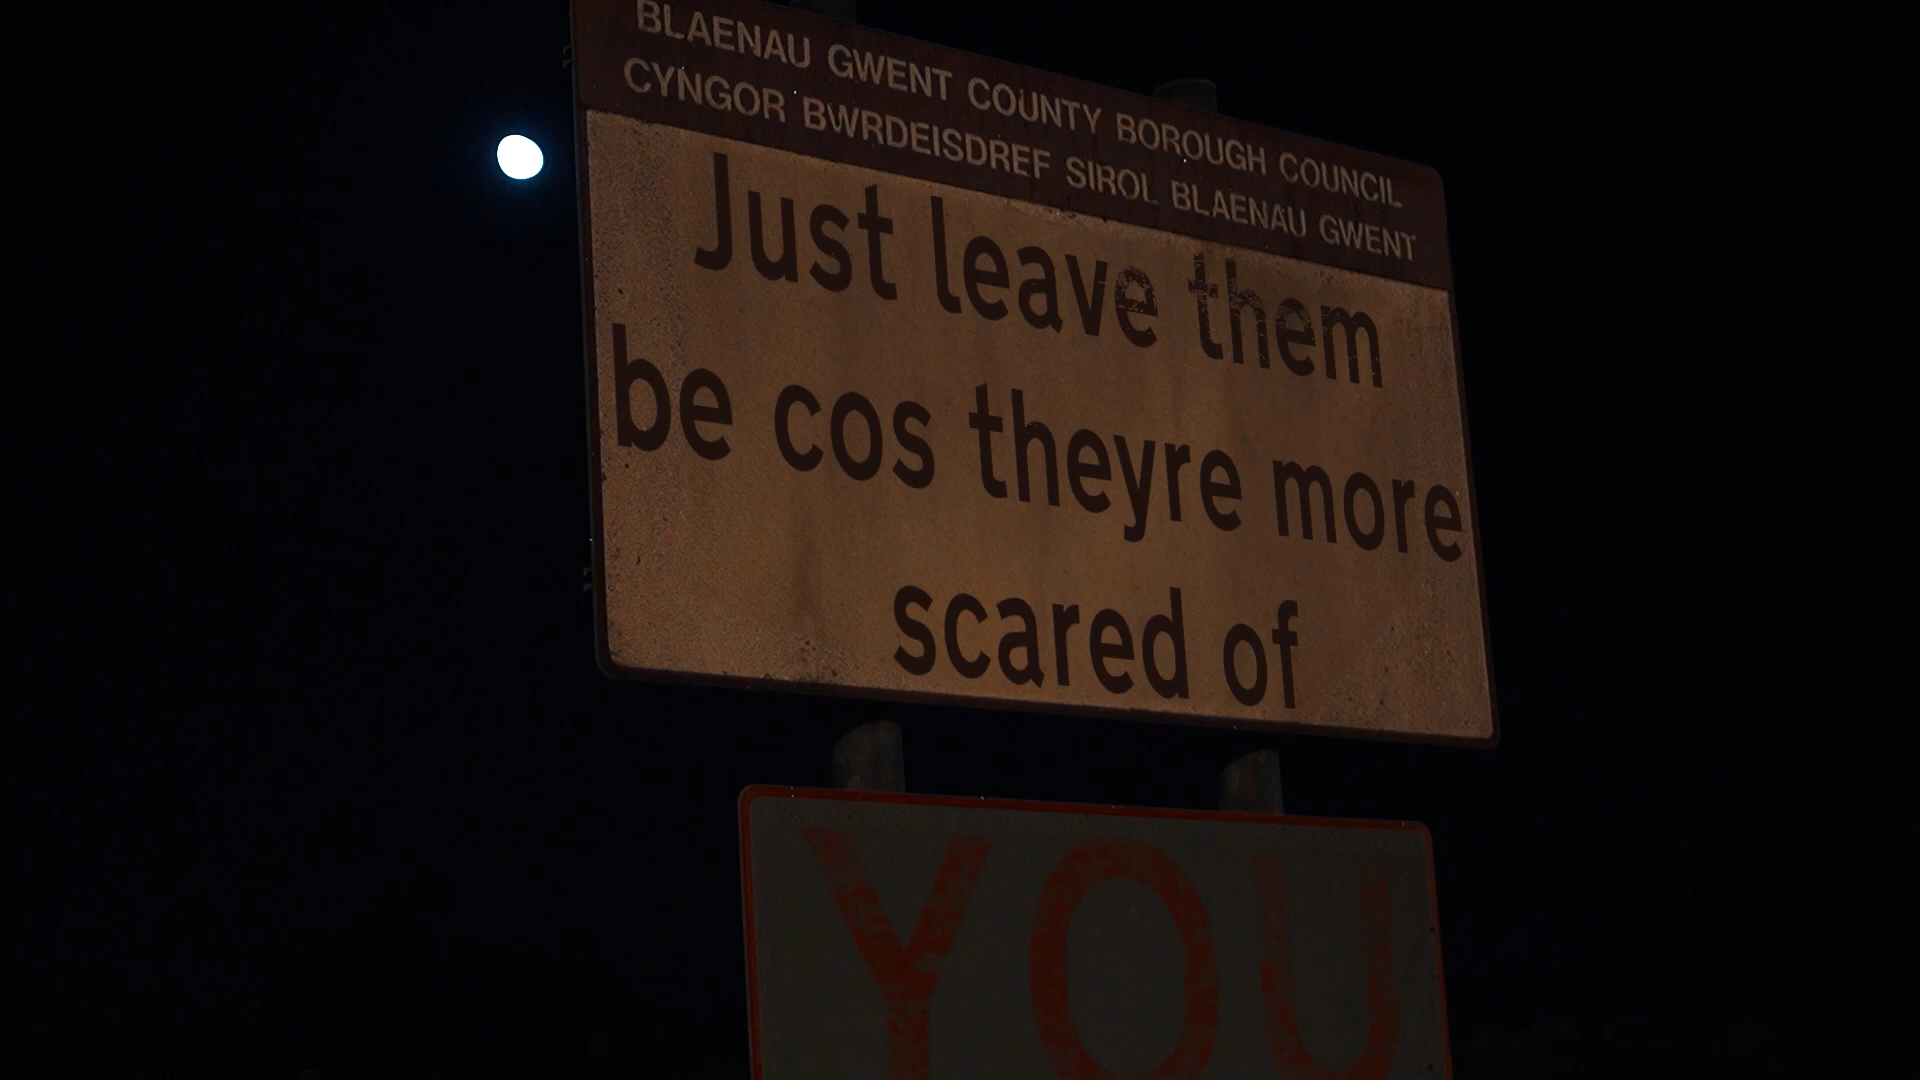 BLAENAU GWENT COUNTY BOROUGH COUNCIL
CYNGOR BWRDEISDREF SIROL BLAENAU GWENT
Just leave them
be cos theyre more
scared of
YOU